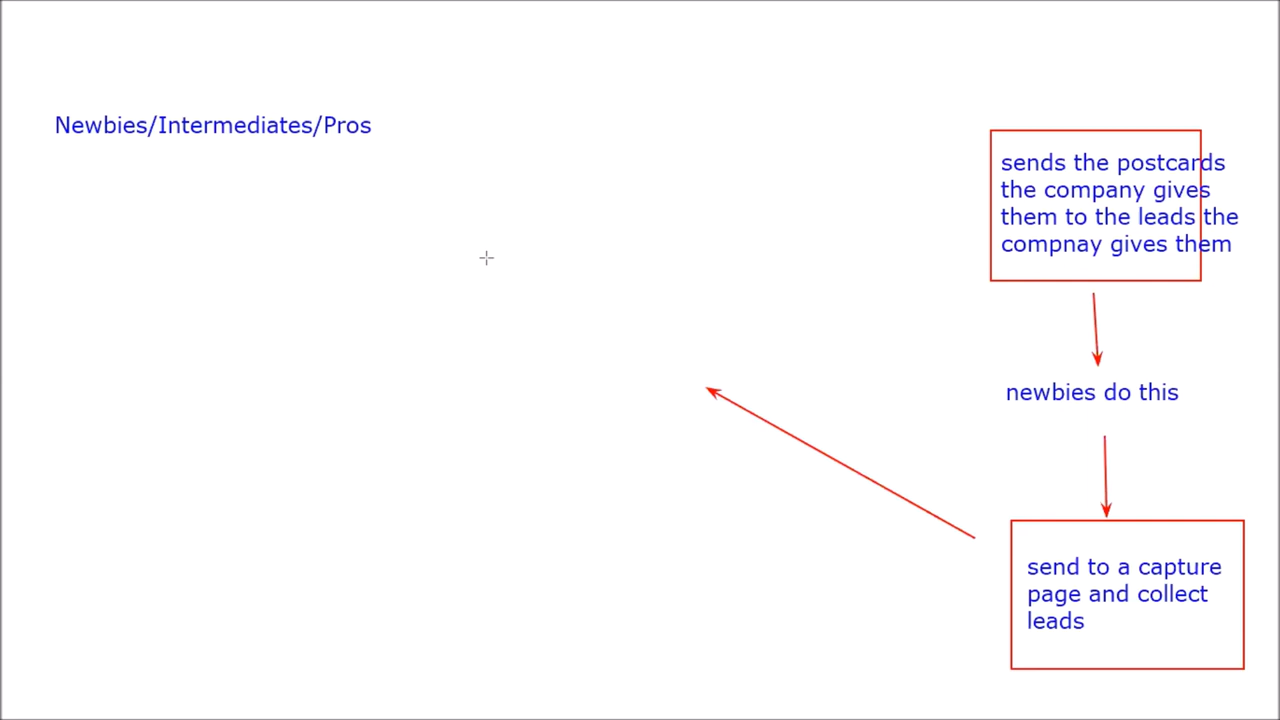 Newbies/Intermediates/Pros
sends the postcards
the company gives
them to the leads the
compnay gives them
newbies do this
send to a capture
page and collect
leads